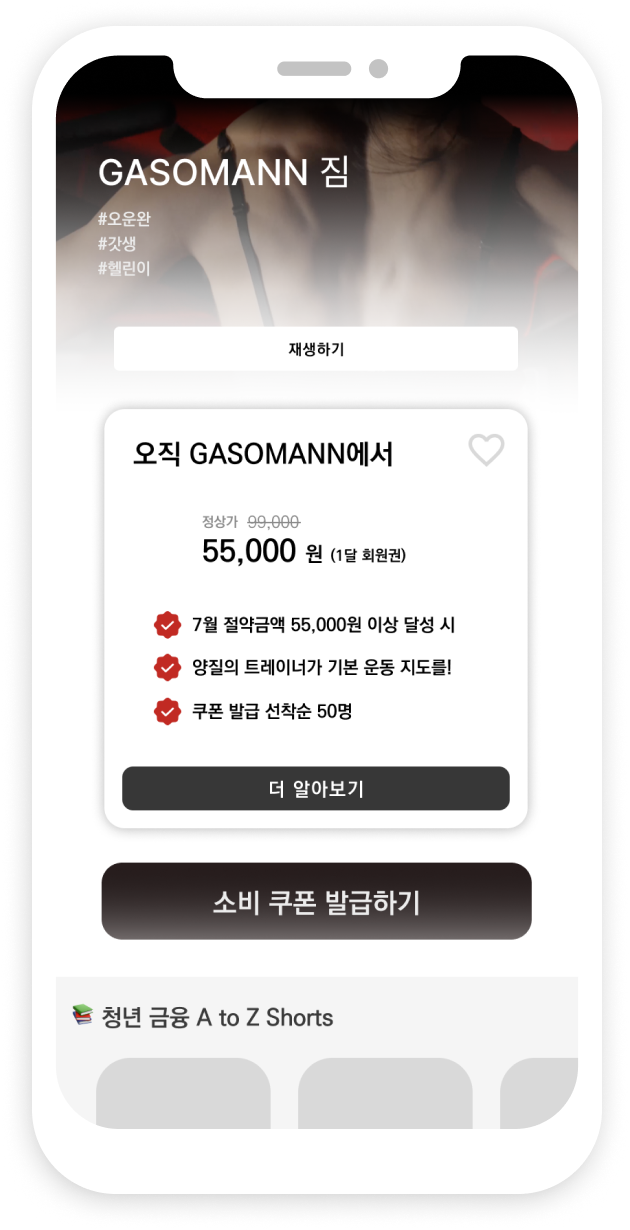 GASOMANN 짐
#오운완
#갓생
#헬린이
재생하기
오직 GASOMANN에서
정상가 99,000
55,000 원 (1달 회원권)
7월 절약금액 55,000원 이상 달성 시
양질의 트레이너가 기본 운동 지도를!
쿠폰 발급 선착순 50명
더 알아보기
소비 쿠폰 발급하기
청년 금융 A to Z Shorts